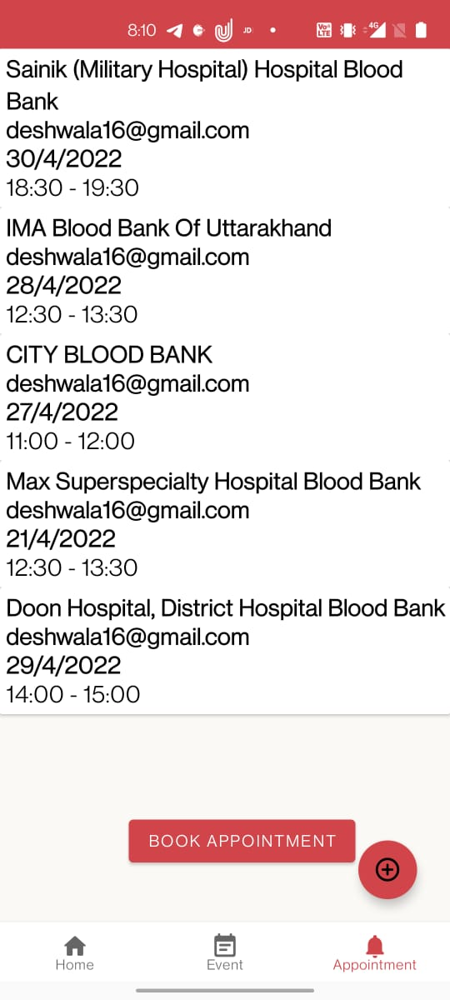 8:10
JD
Vo))
LTE
4G
Sainik (Military Hospital) Hospital Blood
Bank
deshwala16@gmail.com
30/4/2022
18:30 - 19:30
IMA Blood Bank Of Uttarakhand
deshwala16@gmail.com
28/4/2022
12:30 - 13:30
CITY BLOOD BANK
deshwala16@gmail.com
27/4/2022
11:00 - 12:00
Max Superspecialty Hospital Blood Bank
deshwala16@gmail.com
21/4/2022
12:30 - 13:30
Doon Hospital, District Hospital Blood Bank
deshwala16@gmail.com
29/4/2022
14:00 - 15:00
BOOK APPOINTMENT
Home
Event
Appointment